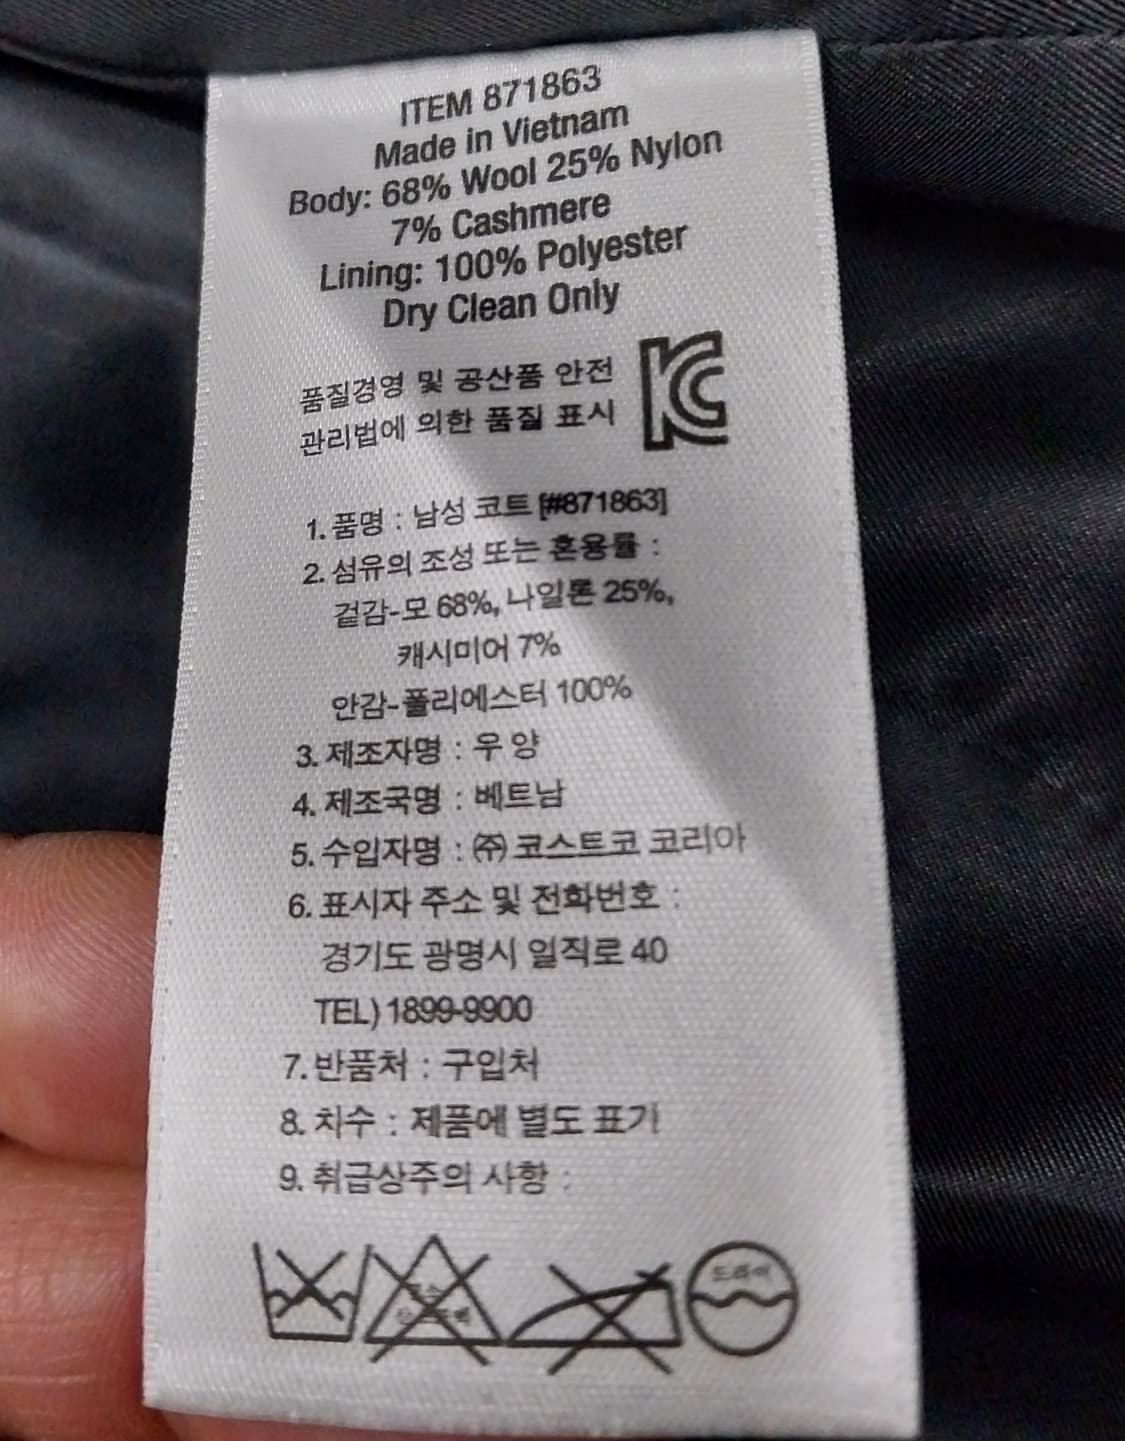 ITEM 871863
Made in Vietnam
Body: 68% Wool 25% Nylon
7% Cashmere
Lining: 100% Polyester
Dry Clean Only
품질경영 및 공산품 안전
관리법에 의한 품질 표시
KC
1. 품명 : 남성 코트 [#871863]
2. 섬유의 조성 또는 혼용률 :
겉감-모 68%, 나일론 25%,
캐시미어 7%
안감-폴리에스터 100%
3. 제조자명 : 우 양
4. 제조국명 : 베트남
5. 수입자명 : ㈜ 코스트코 코리아
6. 표시자 주소 및 전화번호 :
경기도 광명시 일직로 40
TEL) 1899-9900
7. 반품처 : 구입처
8. 치수 : 제품에 별도 표기
9. 취급상주의 사항 :
드라이